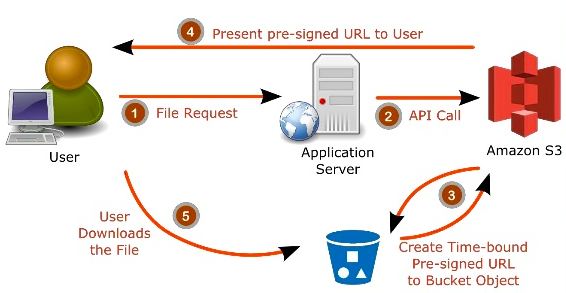 4 Present pre-signed URL to User
1 File Request
2 API Call
User
Application
Server
Amazon S3
3
5
User
Downloads
the File
Create Time-bound
Pre-signed URL
to Bucket Object